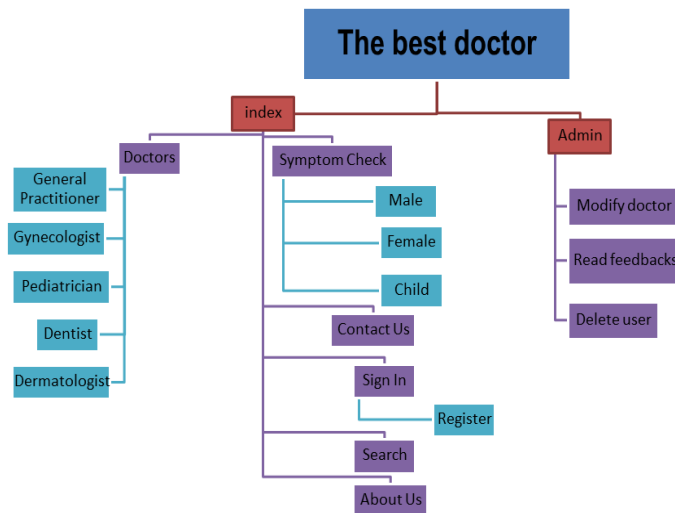 The best doctor
index
Admin
Doctors
General
Practitioner
Gynecologist
Pediatrician
Dentist
Dermatologist
Symptom Check
Male
Female
Child
Contact Us
Sign In
Register
Search
About Us
Modify doctor
Read feedbacks
Delete user